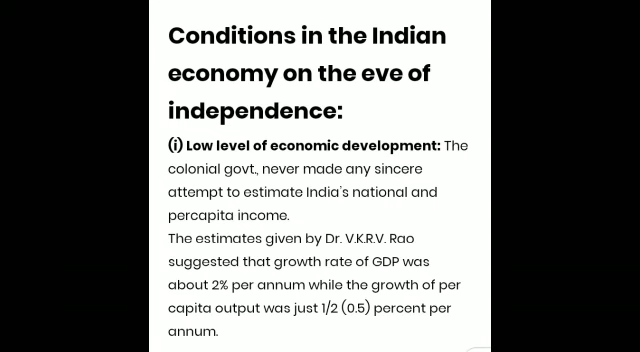 Conditions in the Indian
economy on the eve of
independence:
(i) Low level of economic development: The
colonial govt., never made any sincere
attempt to estimate India's national and
percapita income.
The estimates given by Dr. V.K.R.V. Rao
suggested that growth rate of GDP was
about 2% per annum while the growth of per
capita output was just 1/2 (0.5) percent per
annum.